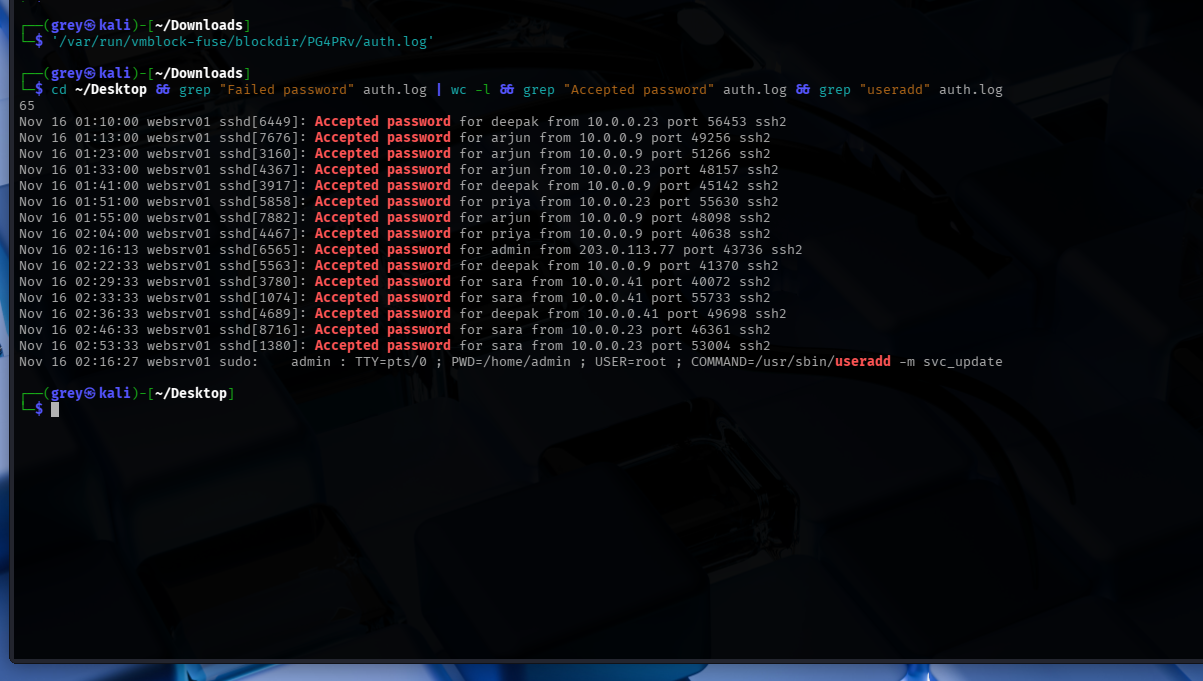 ┌──(grey㉿kali)-[~/Downloads]
└─$ '/var/run/vmblock-fuse/blockdir/PG4PRv/auth.log'
┌──(grey㉿kali)-[~/Downloads]
└─$ cd ~/Desktop && grep "Failed password" auth.log | wc -l && grep "Accepted password" auth.log && grep "useradd" auth.log
65
Nov 16 01:10:00 websrv01 sshd[6449]: Accepted password for deepak from 10.0.0.23 port 56453 ssh2
Nov 16 01:13:00 websrv01 sshd[7676]: Accepted password for arjun from 10.0.0.9 port 49256 ssh2
Nov 16 01:23:00 websrv01 sshd[3160]: Accepted password for arjun from 10.0.0.9 port 51266 ssh2
Nov 16 01:33:00 websrv01 sshd[4367]: Accepted password for arjun from 10.0.0.23 port 48157 ssh2
Nov 16 01:41:00 websrv01 sshd[3917]: Accepted password for deepak from 10.0.0.9 port 45142 ssh2
Nov 16 01:51:00 websrv01 sshd[5858]: Accepted password for priya from 10.0.0.23 port 55630 ssh2
Nov 16 01:55:00 websrv01 sshd[7882]: Accepted password for arjun from 10.0.0.9 port 48098 ssh2
Nov 16 02:04:00 websrv01 sshd[4467]: Accepted password for priya from 10.0.0.9 port 40638 ssh2
Nov 16 02:16:13 websrv01 sshd[6565]: Accepted password for admin from 203.0.113.77 port 43736 ssh2
Nov 16 02:22:33 websrv01 sshd[5563]: Accepted password for deepak from 10.0.0.9 port 41370 ssh2
Nov 16 02:29:33 websrv01 sshd[3780]: Accepted password for sara from 10.0.0.41 port 40072 ssh2
Nov 16 02:33:33 websrv01 sshd[1074]: Accepted password for sara from 10.0.0.41 port 55733 ssh2
Nov 16 02:36:33 websrv01 sshd[4689]: Accepted password for deepak from 10.0.0.41 port 49698 ssh2
Nov 16 02:46:33 websrv01 sshd[8716]: Accepted password for sara from 10.0.0.23 port 46361 ssh2
Nov 16 02:53:33 websrv01 sshd[1380]: Accepted password for sara from 10.0.0.23 port 53004 ssh2
Nov 16 02:16:27 websrv01 sudo:    admin : TTY=pts/0 ; PWD=/home/admin ; USER=root ; COMMAND=/usr/sbin/useradd -m svc_update
┌──(grey㉿kali)-[~/Desktop]
└─$